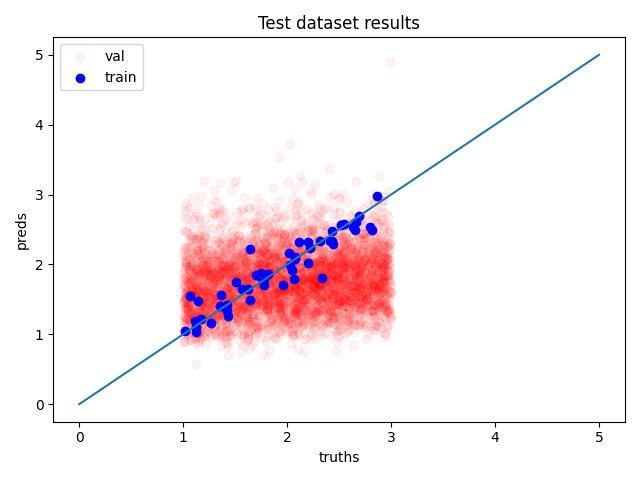 Test dataset results
val
train
preds
5
4
3
2
1
0
0 1 2 3 4 5
truths